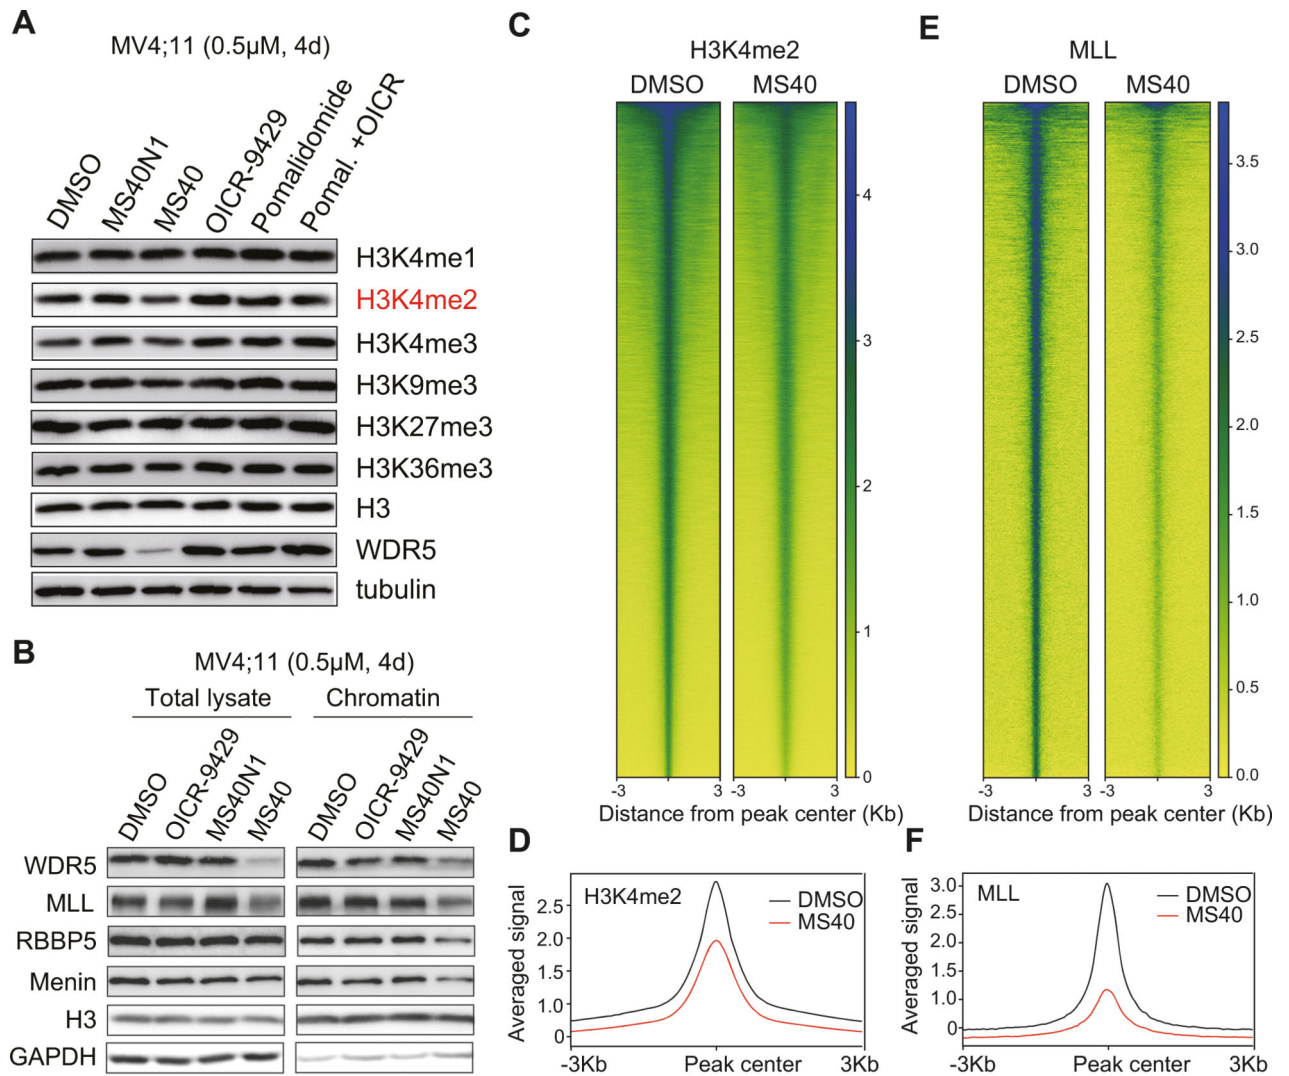 A
MV4;11 (0.5µM, 4d)
DMSO
MS40N1
MS40
OICR-9429
Pomalidomide
Pomal. +OICR
H3K4me1
H3K4me2
H3K4me3
H3K9me3
H3K27me3
H3K36me3
H3
WDR5
tubulin
B
MV4;11 (0.5µM, 4d)
Total lysate
Chromatin
DMSO
OICR-9429
MS40N1
MS40
DMSO
OICR-9429
MS40N1
MS40
WDR5
MLL
RBBP5
Menin
H3
GAPDH
C
H3K4me2
DMSO MS40
4
3
2
1
0
-3 3 -3 3
Distance from peak center (Kb)
D
Averaged signal
H3K4me2
DMSO
MS40
2.5
2.0
1.5
1.0
0
-3Kb Peak center 3Kb
E
MLL
DMSO MS40
3.5
3.0
2.5
2.0
1.5
1.0
0.5
0.0
-3 3 -3 3
Distance from peak center (Kb)
F
Averaged signal
MLL
DMSO
MS40
3.0
2.5
3.0
1.5
1.0
0
-3Kb Peak center 3Kb